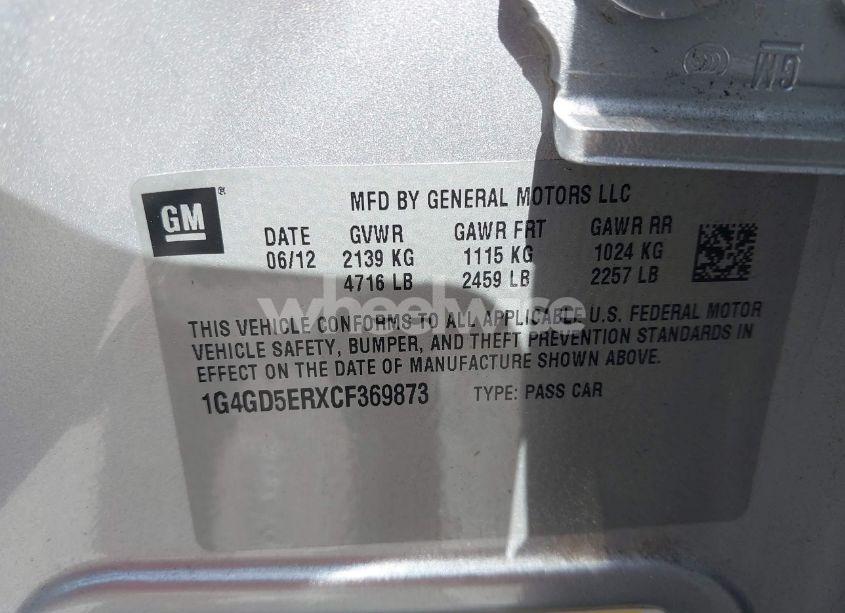 GM
GM ®
MFD BY GENERAL MOTORS LLC
DATE GVWR GAWR FRT GAWR RR
06/12 2139 KG 1115 KG 1024 KG
4716 LB 2459 LB 2257 LB
THIS VEHICLE CONFORMS TO ALL APPLICABLE U.S. FEDERAL MOTOR
VEHICLE SAFETY, BUMPER, AND THEFT PREVENTION STANDARDS IN
EFFECT ON THE DATE OF MANUFACTURE SHOWN ABOVE.
1G4GD5ERXCF369873 TYPE: PASS CAR